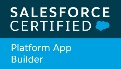 SALESFORCE
CERTIFIED
Platform App
Builder